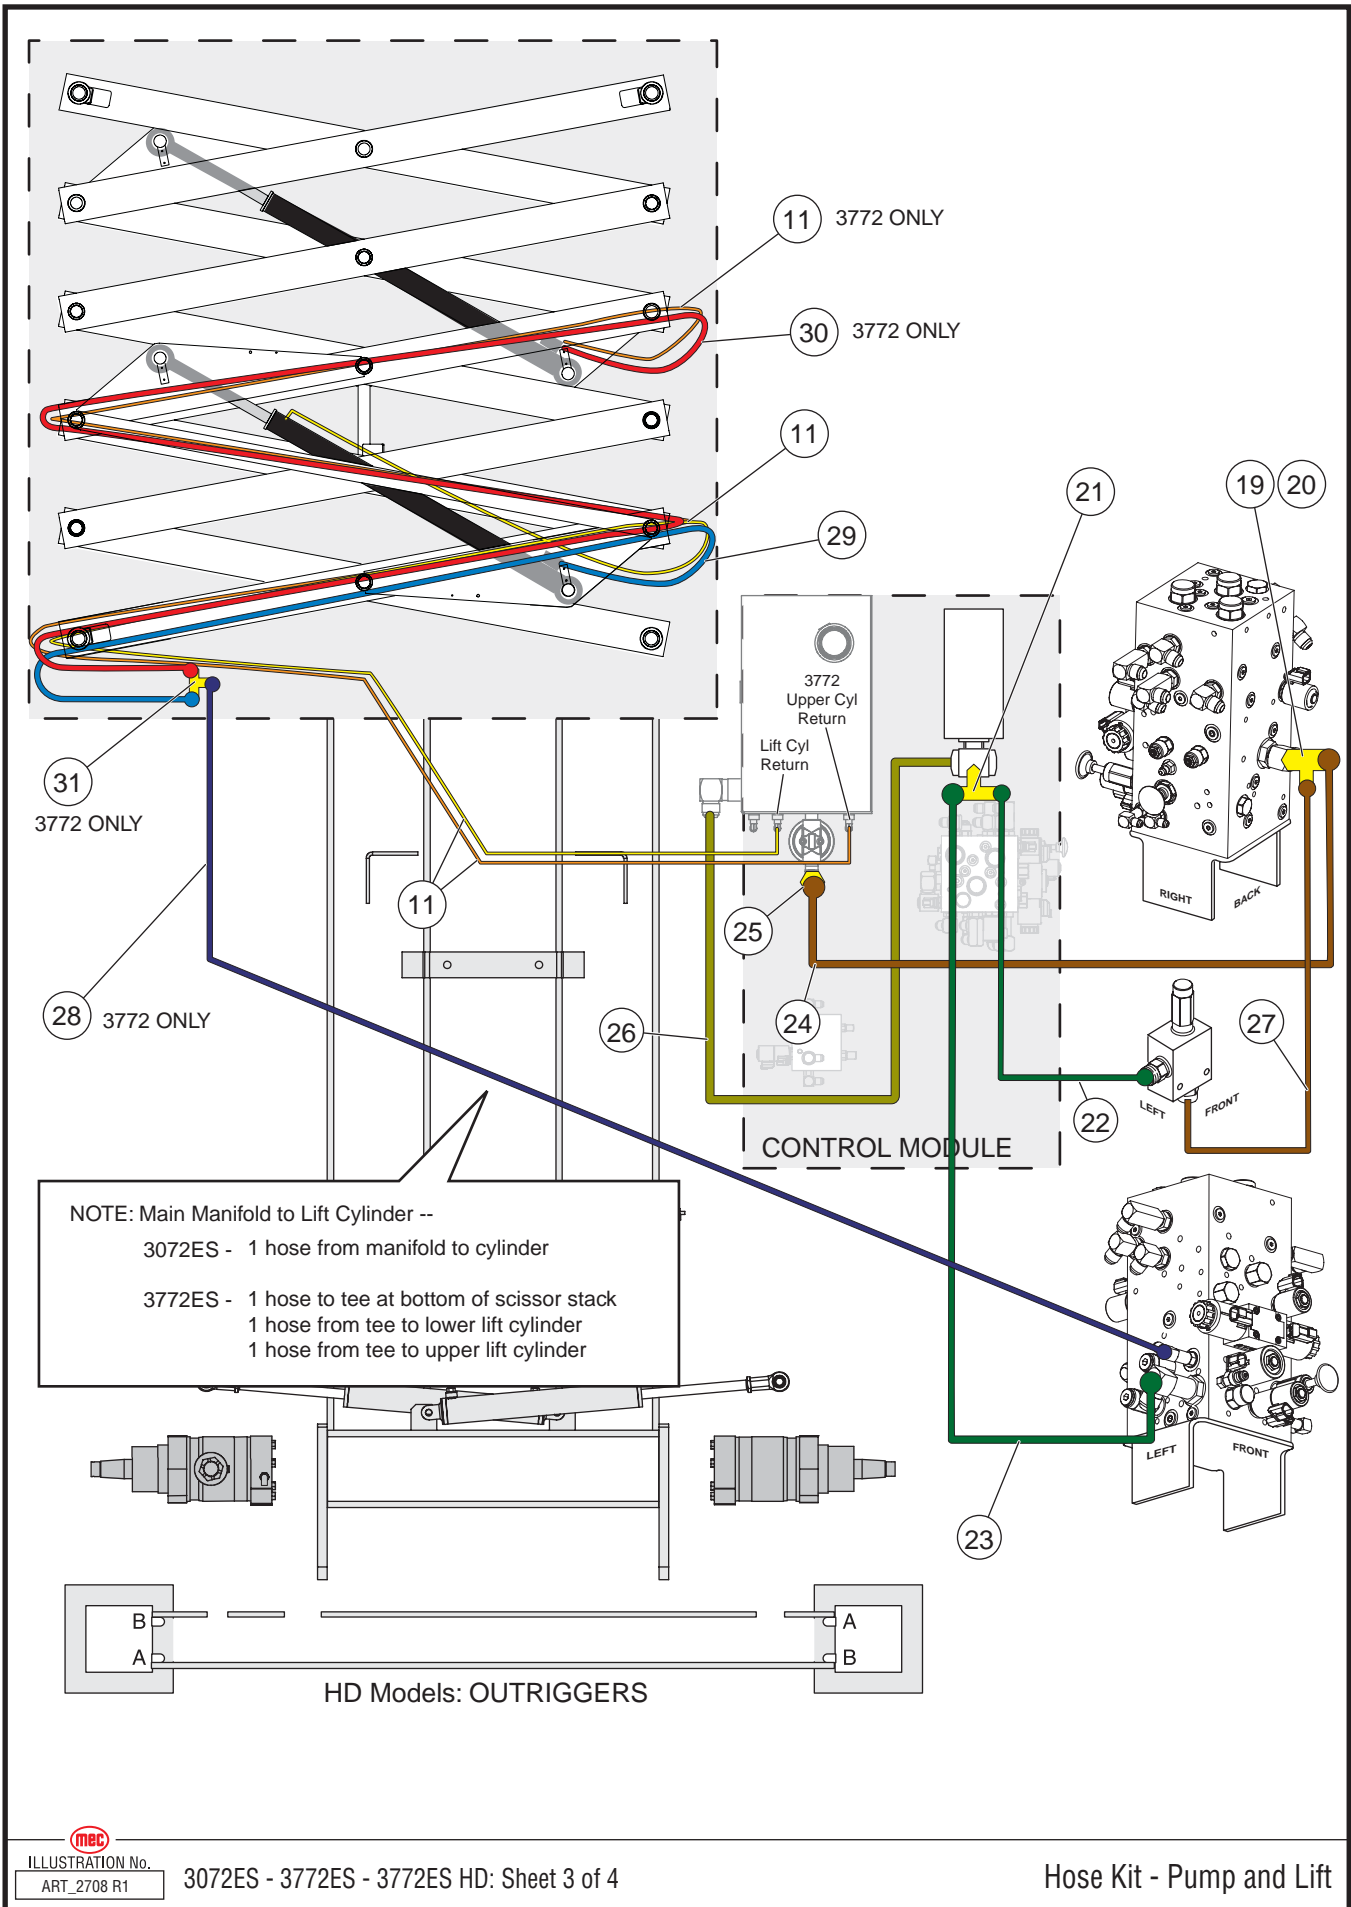 11 3772 ONLY
30 3772 ONLY
11
21
19 20
29
3772
Upper Cyl
Return
Lift Cyl
Return
31
3772 ONLY
11
25
RIGHT
BACK
28 3772 ONLY
26
24
27
LEFT
FRONT
22
CONTROL MODULE
NOTE: Main Manifold to Lift Cylinder --
3072ES - 1 hose from manifold to cylinder
3772ES - 1 hose to tee at bottom of scissor stack
1 hose from tee to lower lift cylinder
1 hose from tee to upper lift cylinder
LEFT
FRONT
23
B
A
A
B
HD Models: OUTRIGGERS
mec
ILLUSTRATION No.
ART_2708 R1
3072ES - 3772ES - 3772ES HD: Sheet 3 of 4
Hose Kit - Pump and Lift